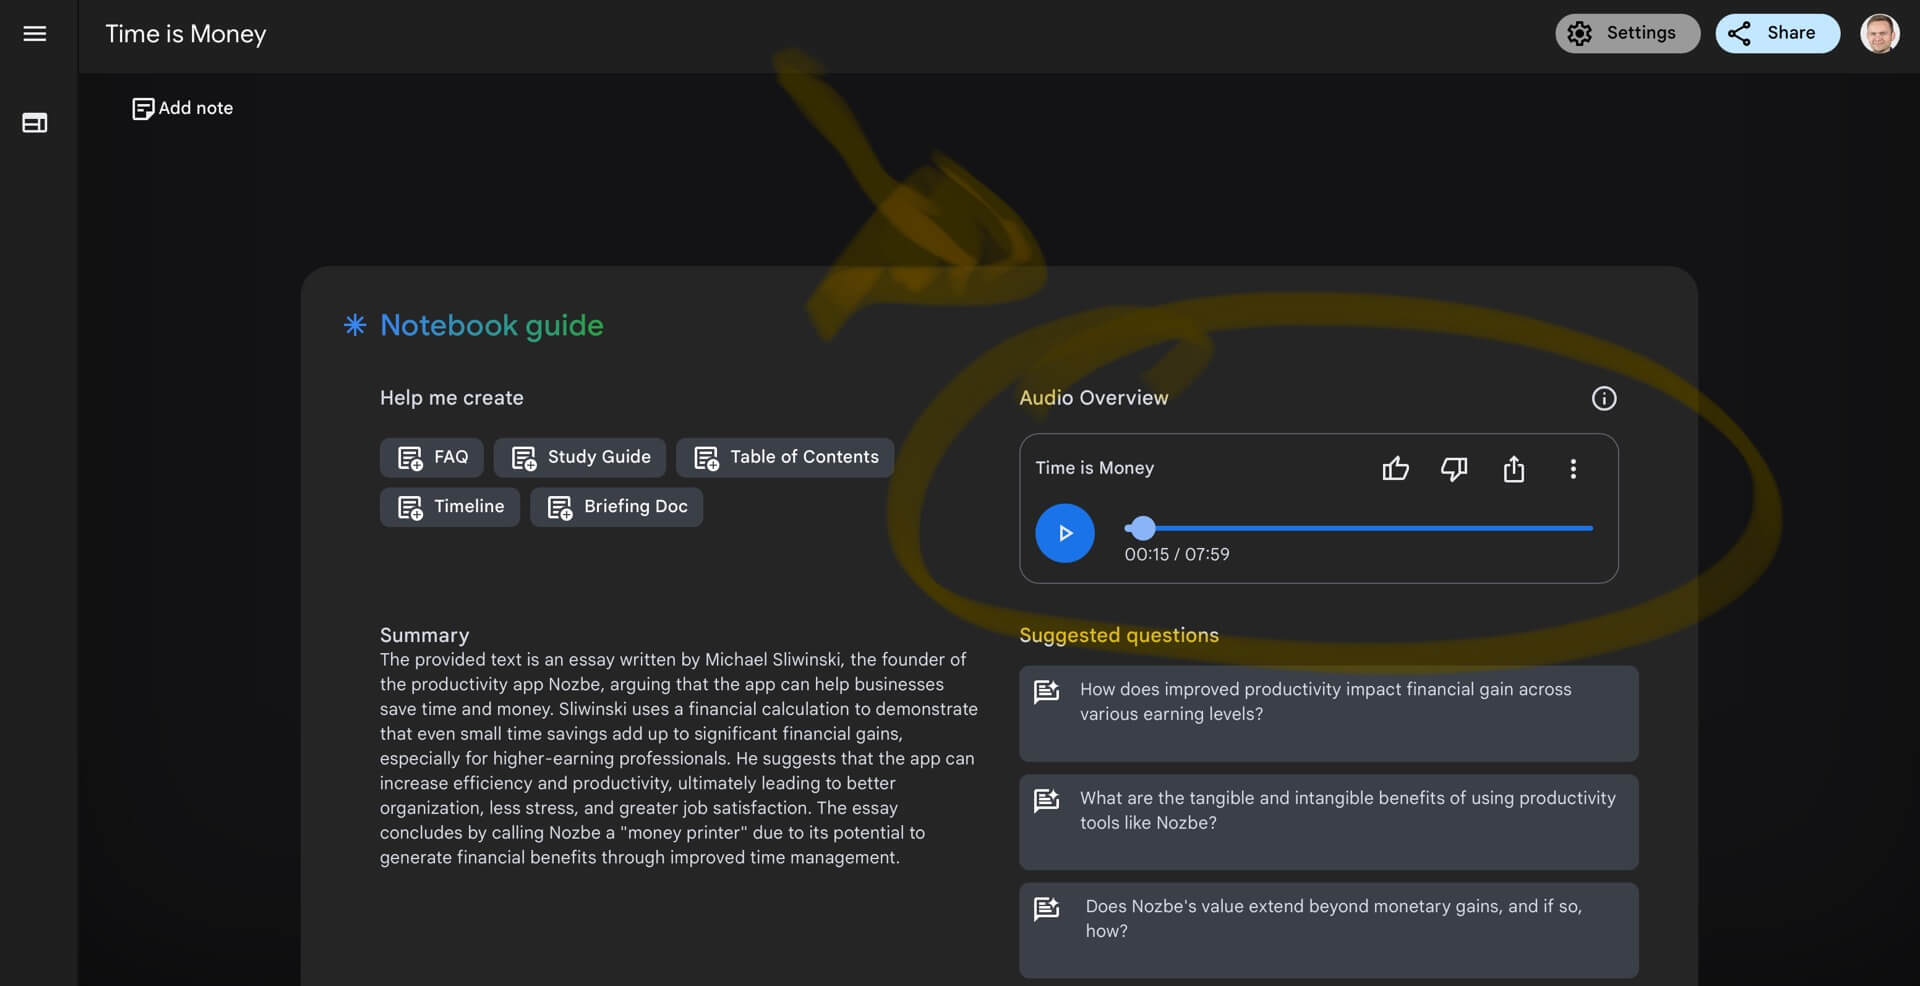 Time is Money
Settings
Share
Add note
Notebook guide
Help me create
FAQ
Study Guide
Table of Contents
Timeline
Briefing Doc
Audio Overview
Time is Money
00:15 / 07:59
Summary
The provided text is an essay written by Michael Sliwinski, the founder of
the productivity app Nozbe, arguing that the app can help businesses
save time and money. Sliwinski uses a financial calculation to demonstrate
that even small time savings add up to significant financial gains,
especially for higher-earning professionals. He suggests that the app can
increase efficiency and productivity, ultimately leading to better
organization, less stress, and greater job satisfaction. The essay
concludes by calling Nozbe a "money printer" due to its potential to
generate financial benefits through improved time management.
Suggested questions
How does improved productivity impact financial gain across
various earning levels?
What are the tangible and intangible benefits of using productivity
tools like Nozbe?
Does Nozbe's value extend beyond monetary gains, and if so,
how?